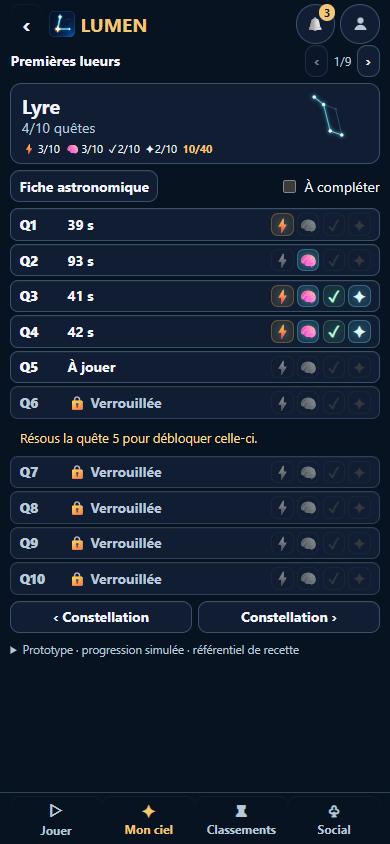 ‹ LUMEN 3
Premières lueurs ‹ 1/9 ›
Lyre
4/10 quêtes
⚡ 3/10 🧠 3/10 ✓ 2/10 ✦ 2/10 10/40
Fiche astronomique À compléter
Q1 39 s
Q2 93 s
Q3 41 s
Q4 42 s
Q5 À jouer
Q6 🔒 Verrouillée
Résous la quête 5 pour débloquer celle-ci.
Q7 🔒 Verrouillée
Q8 🔒 Verrouillée
Q9 🔒 Verrouillée
Q10 🔒 Verrouillée
‹ Constellation Constellation ›
▶ Prototype · progression simulée · référentiel de recette
Jouer Mon ciel Classements Social